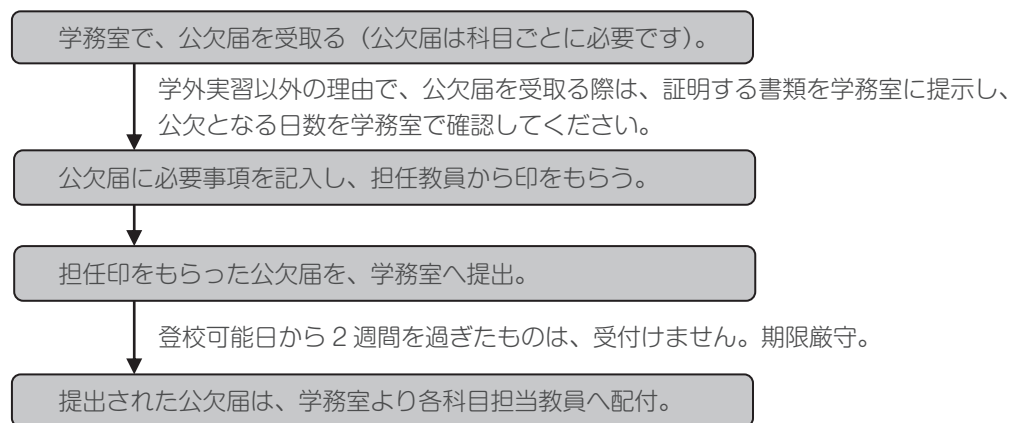 学務室で、公欠届を受取る（公欠届は科目ごとに必要です）。
学外実習以外の理由で、公欠届を受取る際は、証明する書類を学務室に提示し、
公欠となる日数を学務室で確認してください。
公欠届に必要事項を記入し、担任教員から印をもらう。
担任印をもらった公欠届を、学務室へ提出。
登校可能日から２週間を過ぎたものは、受付けません。期限厳守。
提出された公欠届は、学務室より各科目担当教員へ配付。